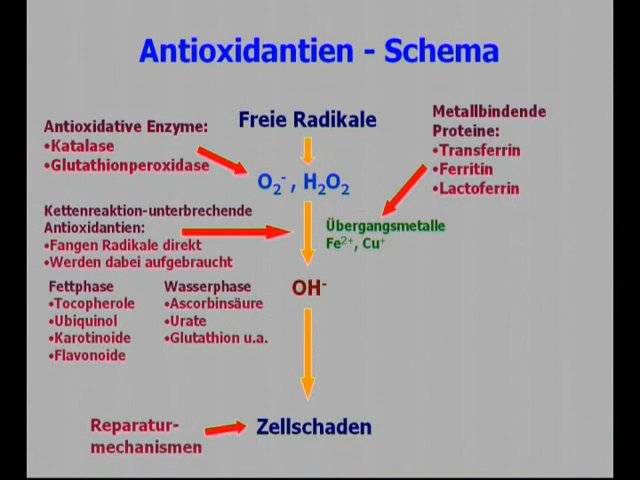 Antioxidantien - Schema
Antioxidative Enzyme:
•Katalase
•Glutathionperoxidase
Freie Radikale
Metallbindende
Proteine:
•Transferrin
•Ferritin
•Lactoferrin
O₂⁻ , H₂O₂
Kettenreaktion-unterbrechende
Antioxidantien:
•Fangen Radikale direkt
•Werden dabei aufgebraucht
Übergangsmetalle
Fe²⁺, Cu⁺
Fettphase
•Tocopherole
•Ubiquinol
•Karotinoide
•Flavonoide
Wasserphase
•Ascorbinsäure
•Urate
•Glutathion u.a.
OH⁻
Reparatur-
mechanismen
Zellschaden